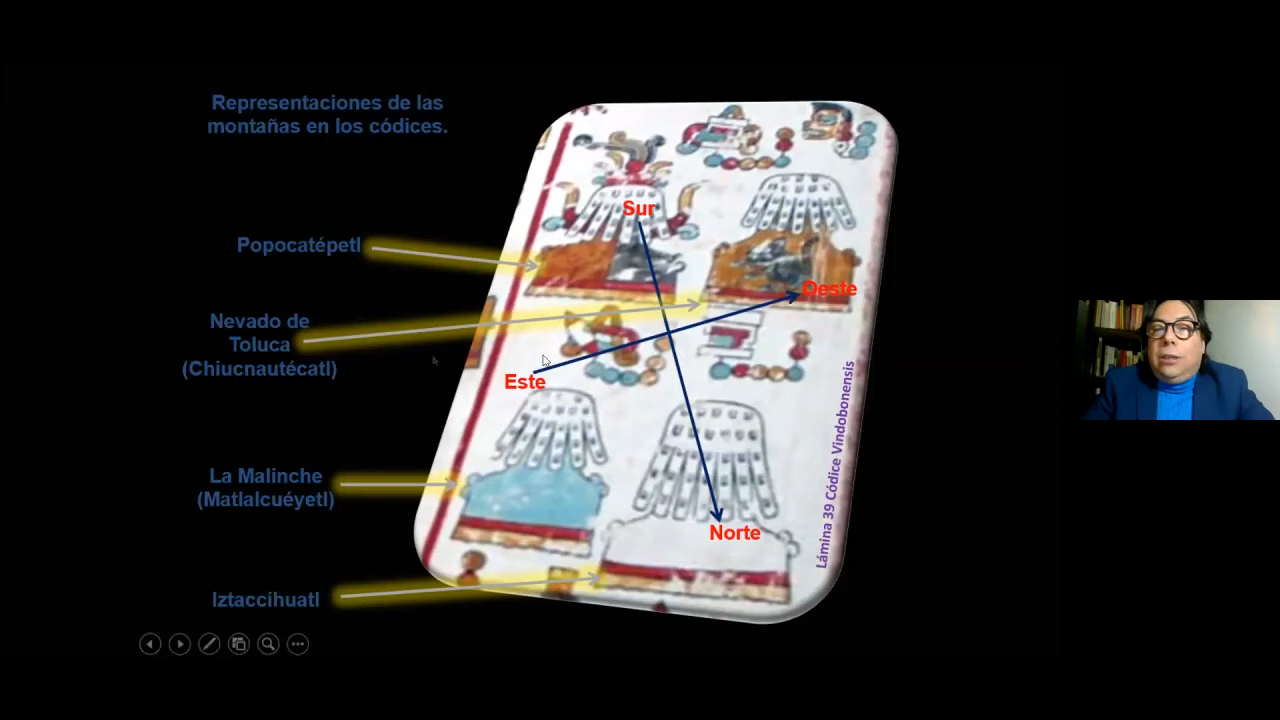 Representaciones de las
montañas en los códices.
Sur
Popocatépetl
Oeste
Nevado de
Toluca
(Chiucnautécatl)
Este
La Malinche
(Matlalcuéyetl)
Norte
Iztaccíhuatl
Lámina 39 Códice Vindobonensis